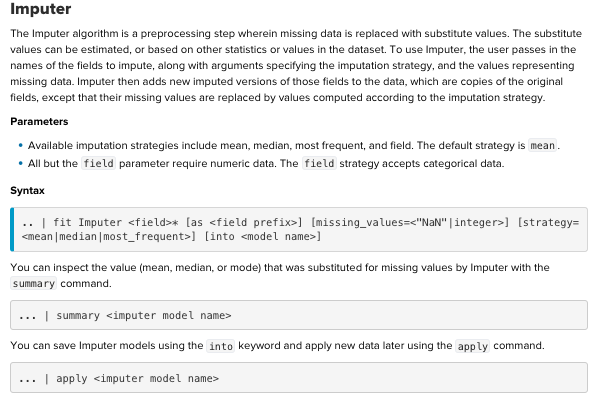 Imputer
The Imputer algorithm is a preprocessing step wherein missing data is replaced with substitute values. The substitute
values can be estimated, or based on other statistics or values in the dataset. To use Imputer, the user passes in the
names of the fields to impute, along with arguments specifying the imputation strategy, and the values representing
missing data. Imputer then adds new imputed versions of those fields to the data, which are copies of the original
fields, except that their missing values are replaced by values computed according to the imputation strategy.
Parameters
• Available imputation strategies include mean, median, most frequent, and field. The default strategy is mean.
• All but the field parameter require numeric data. The field strategy accepts categorical data.
Syntax
.. | fit Imputer <field>* [as <field prefix>] [missing_values=<"NaN"|integer>] [strategy=
<mean|median|most_frequent>] [into <model name>]
You can inspect the value (mean, median, or mode) that was substituted for missing values by Imputer with the
summary command.
... | summary <imputer model name>
You can save Imputer models using the into keyword and apply new data later using the apply command.
... | apply <imputer model name>